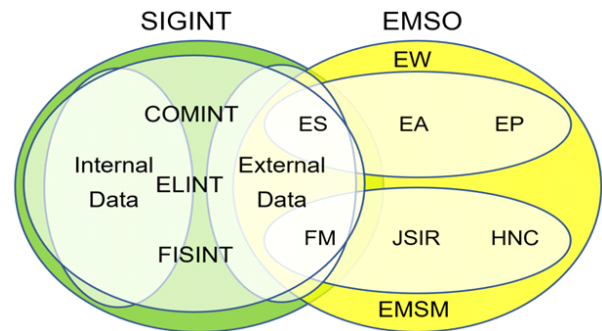 SIGINT
EMSO
EW
COMINT
ES
EA
EP
Internal
Data
ELINT
External
Data
FISINT
FM
JSIR
HNC
EMSM